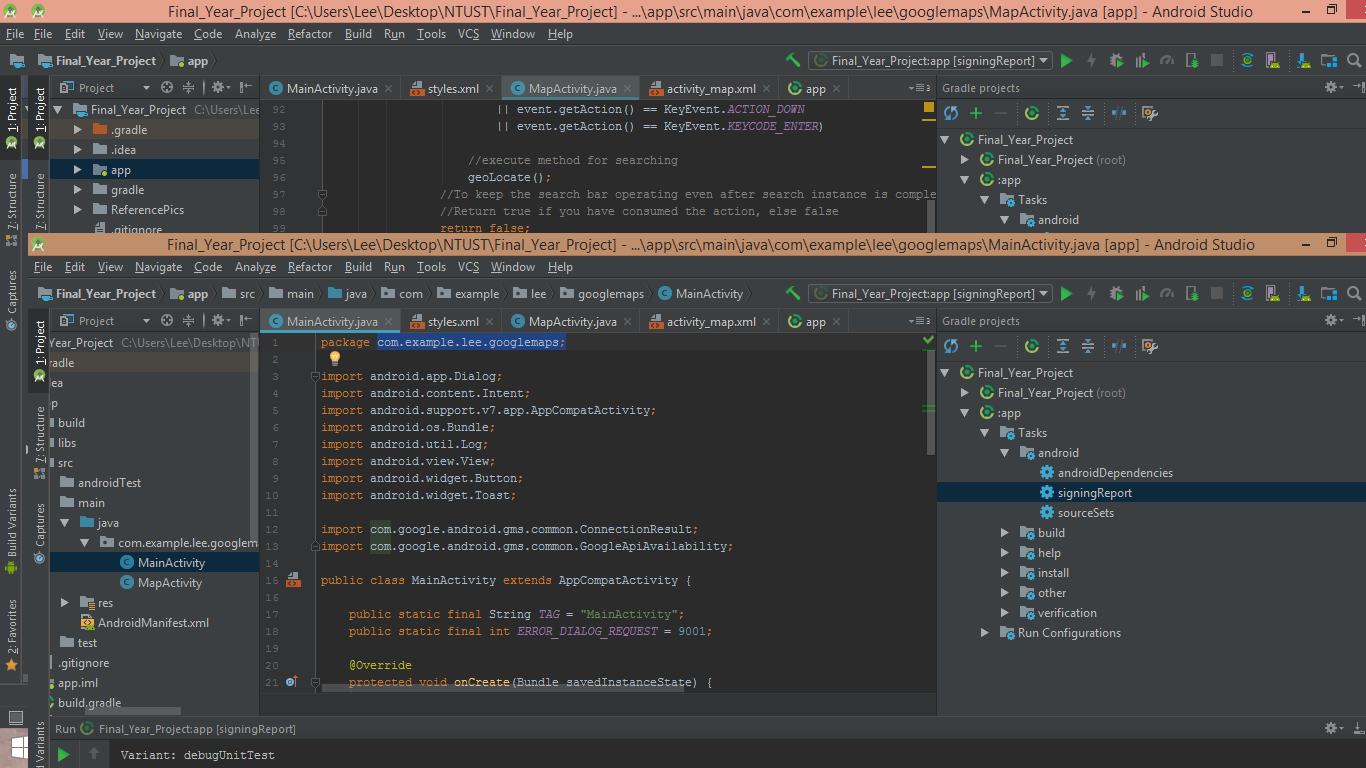 Final_Year_Project [C:\Users\Lee\Desktop\NTUST\Final_Year_Project] - ...\app\src\main\java\com\example\lee\googlemaps\MapActivity.java [app] - Android Studio
File File Edit View Navigate Code Analyze Refactor Build Run Tools VCS Window Help
Final_Year_Project app Final_Year_Project:app [signingReport]
1: Project
1: Project
Project
MainActivity.java styles.xml MapActivity.java activity_map.xml app
Gradle projects
Final_Year_Project C:\Users\Lee
.gradle
.idea
app
gradle
ReferencePics
.gitignore
7: Structure
7: Structure
92 || event.getAction() == KeyEvent.ACTION_DOWN
93 || event.getAction() == KeyEvent.KEYCODE_ENTER)
94
95 //execute method for searching
96 geoLocate();
97 //To keep the search bar operating even after search instance is comple
98 //Return true if you have consumed the action, else false
99 return false;
Final_Year_Project
Final_Year_Project (root)
:app
Tasks
android
Final_Year_Project [C:\Users\Lee\Desktop\NTUST\Final_Year_Project] - ...\app\src\main\java\com\example\lee\googlemaps\MainActivity.java [app] - Android Studio
File Edit View Navigate Code Analyze Refactor Build Run Tools VCS Window Help
Final_Year_Project app src main java com example lee googlemaps MainActivity Final_Year_Project:app [signingReport]
Captures
Build Variants
2: Favorites
1: Project
7: Structure
Captures
Variants
Project
MainActivity.java styles.xml MapActivity.java activity_map.xml app
Gradle projects
Year_Project C:\Users\Lee\Desktop\NT
radle
ea
p
build
libs
src
androidTest
main
java
com.example.lee.googlem
MainActivity
MapActivity
res
AndroidManifest.xml
test
.gitignore
app.iml
build.gradle
1 package com.example.lee.googlemaps;
2
3 import android.app.Dialog;
4 import android.content.Intent;
5 import android.support.v7.app.AppCompatActivity;
6 import android.os.Bundle;
7 import android.util.Log;
8 import android.view.View;
9 import android.widget.Button;
10 import android.widget.Toast;
11
12 import com.google.android.gms.common.ConnectionResult;
13 import com.google.android.gms.common.GoogleApiAvailability;
14
15 public class MainActivity extends AppCompatActivity {
16
17 public static final String TAG = "MainActivity";
18 public static final int ERROR_DIALOG_REQUEST = 9001;
19
20 @Override
21 protected void onCreate(Bundle savedInstanceState) {
Final_Year_Project
Final_Year_Project (root)
:app
Tasks
android
androidDependencies
signingReport
sourceSets
build
help
install
other
verification
Run Configurations
Run Final_Year_Project:app [signingReport]
Variant: debugUnitTest